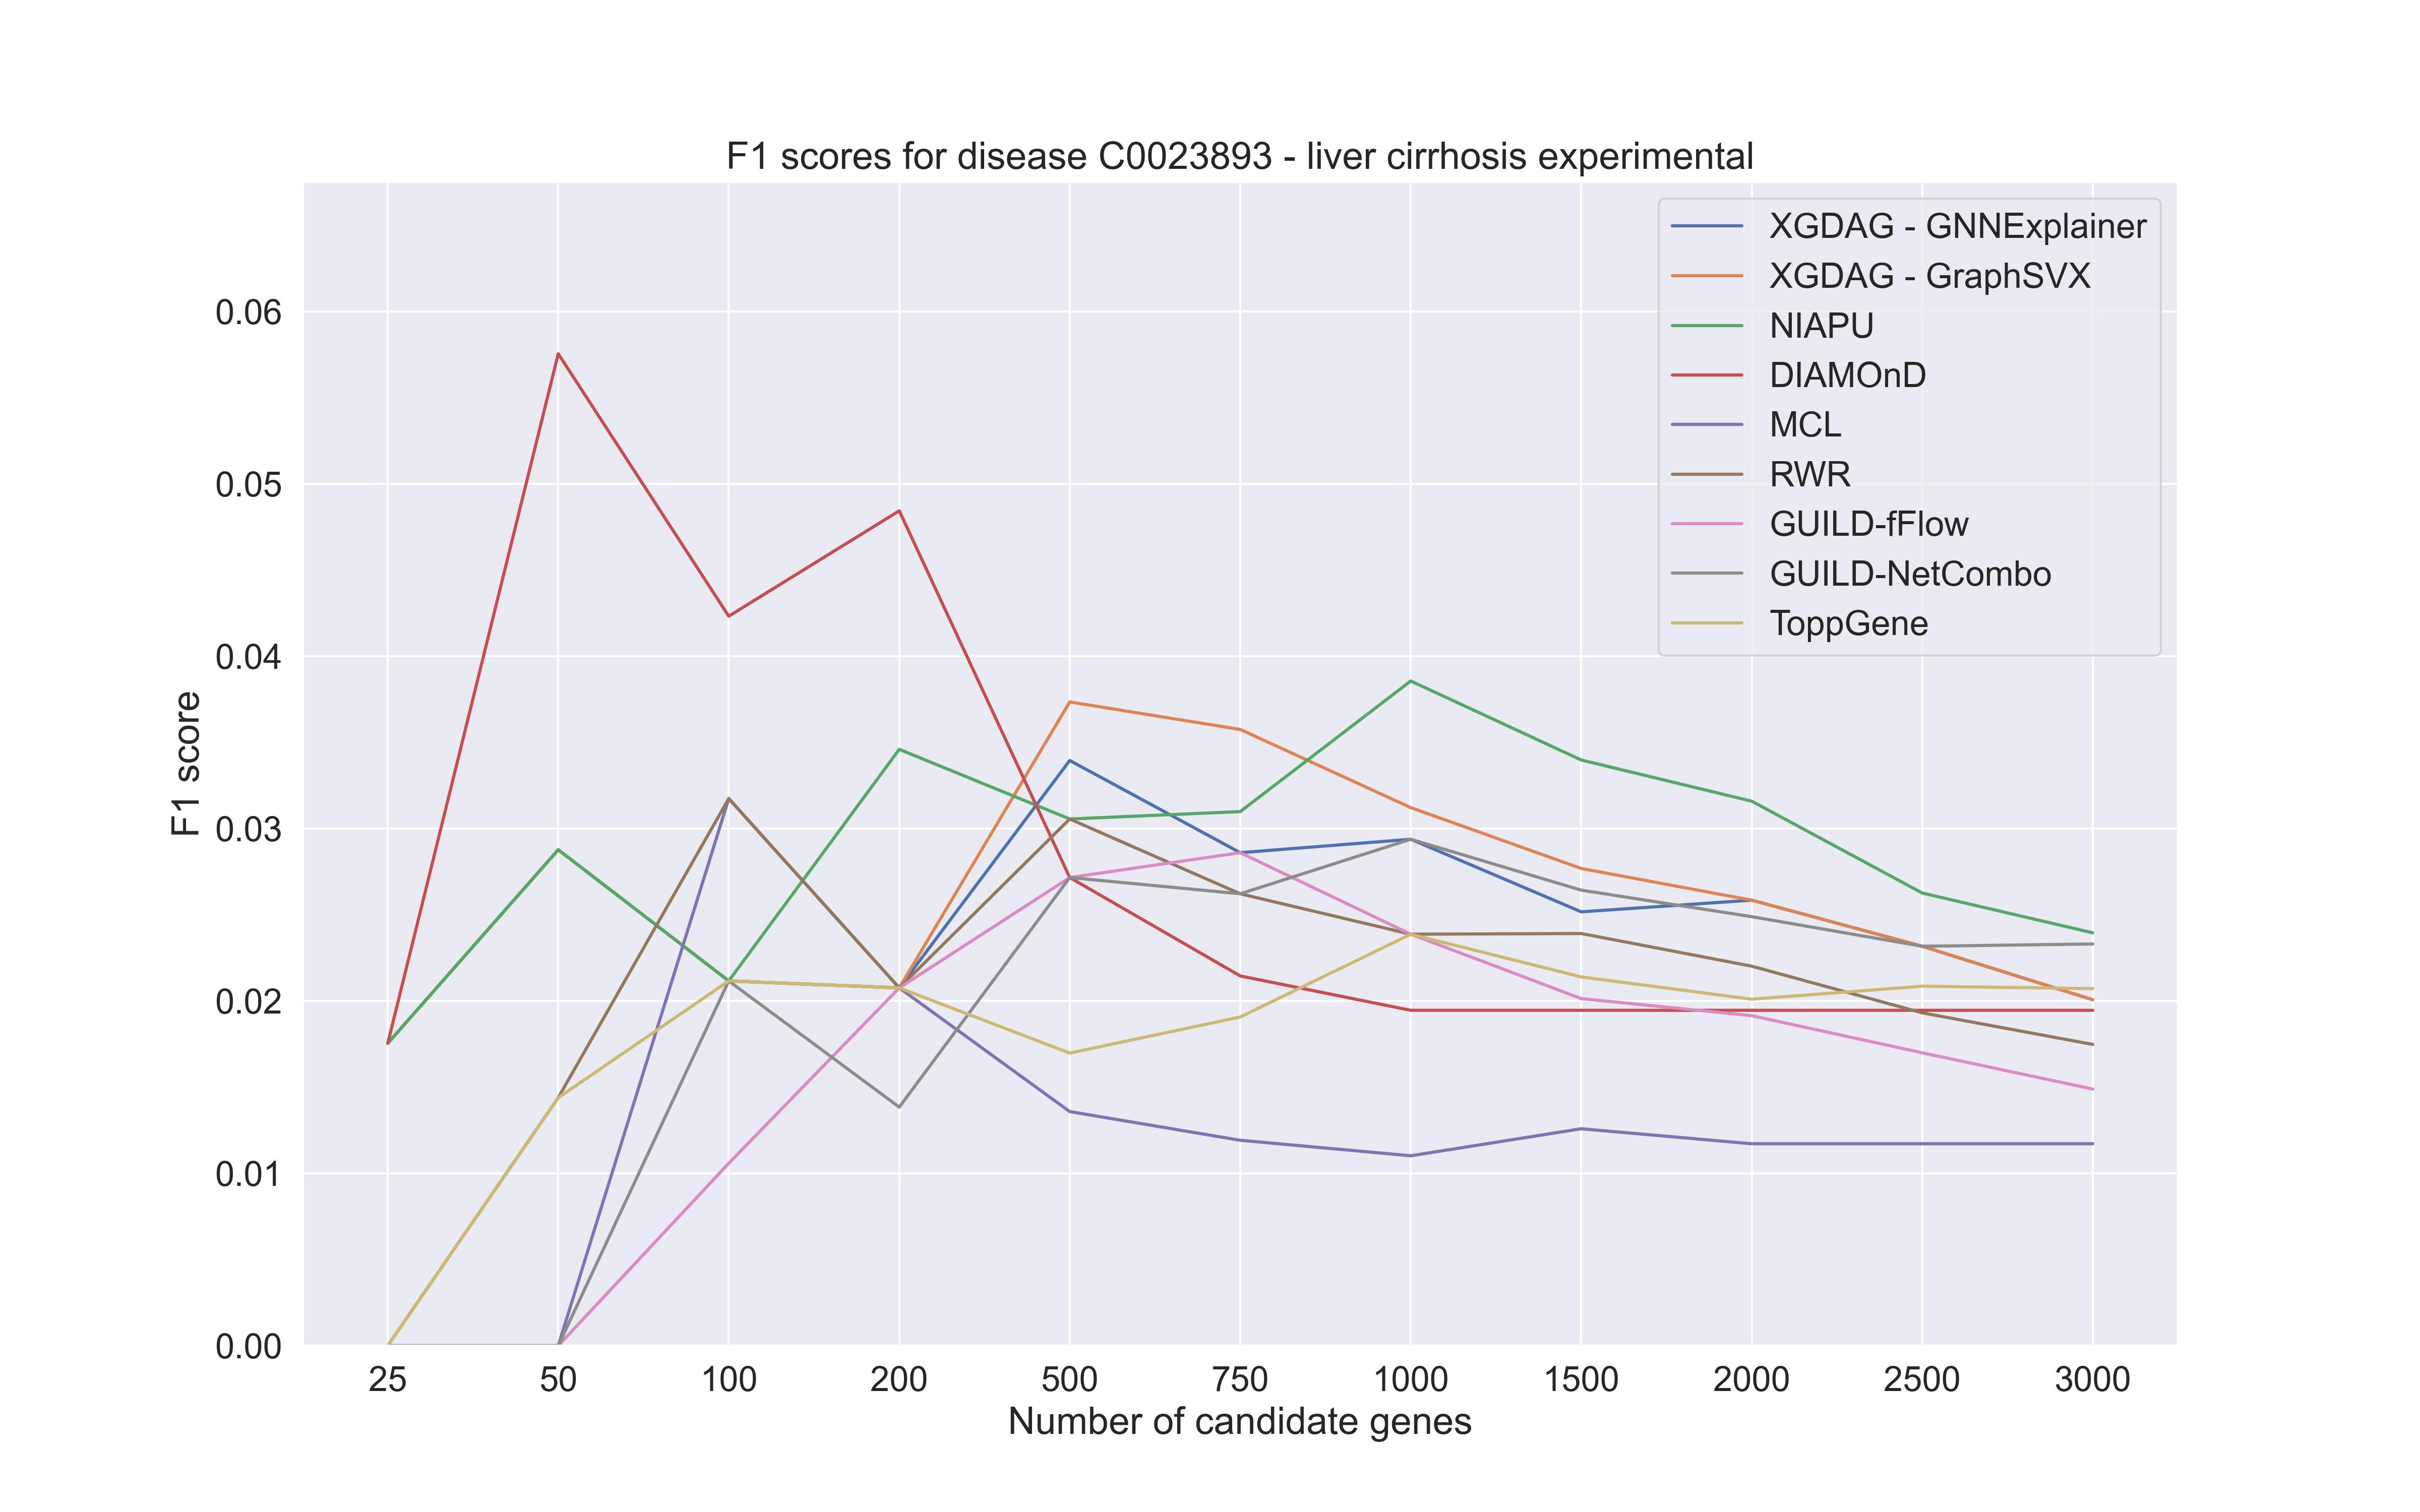 F1 scores for disease C0023893 - liver cirrhosis experimental
XGDAG - GNNExplainer
XGDAG - GraphSVX
NIAPU
DIAMOnD
MCL
RWR
GUILD-fFlow
GUILD-NetCombo
ToppGene
F1 score
0.06
0.05
0.04
0.03
0.02
0.01
0.00
25 50 100 200 500 750 1000 1500 2000 2500 3000
Number of candidate genes